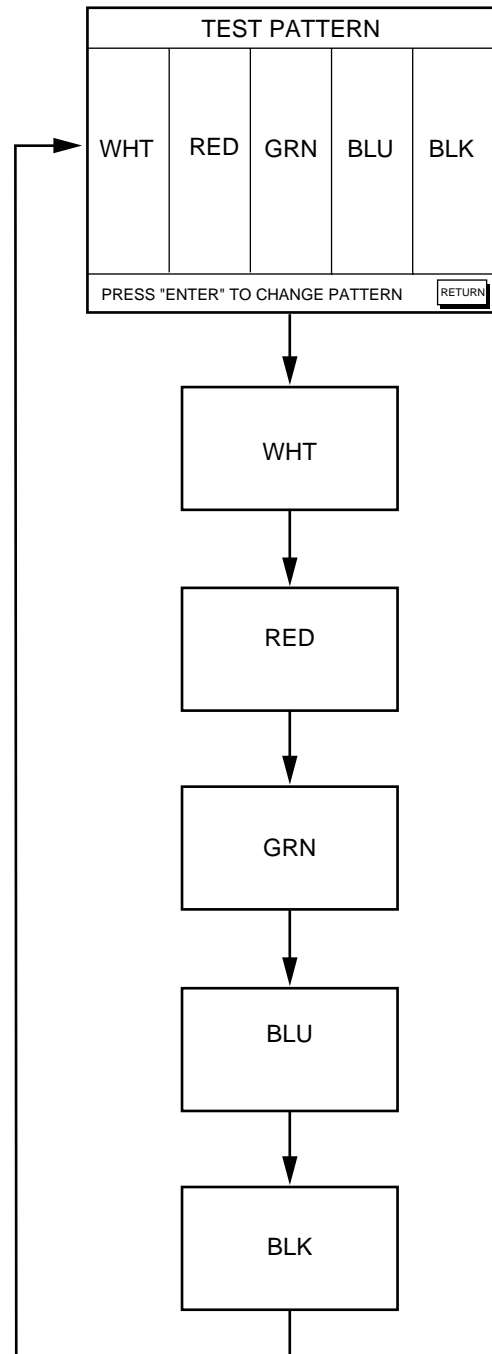 TEST PATTERN
WHT RED GRN BLU BLK
PRESS "ENTER" TO CHANGE PATTERN RETURN
WHT
RED
GRN
BLU
BLK